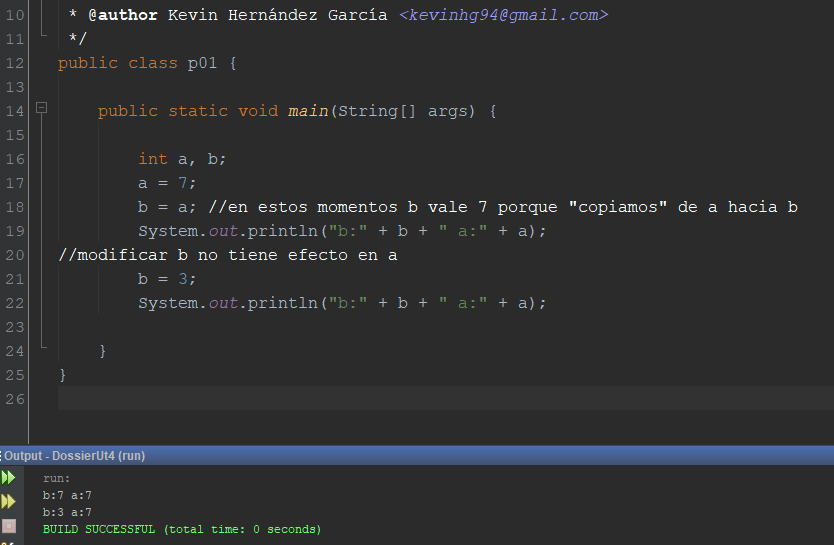 10 * @author Kevin Hernández García <kevinhg94@gmail.com>
11 */
12 public class p01 {
13
14 public static void main(String[] args) {
15
16 int a, b;
17 a = 7;
18 b = a; //en estos momentos b vale 7 porque "copiamos" de a hacia b
19 System.out.println("b:" + b + " a:" + a);
20 //modificar b no tiene efecto en a
21 b = 3;
22 System.out.println("b:" + b + " a:" + a);
23
24 }
25 }
26
Output - DossierUt4 (run)
run:
b:7 a:7
b:3 a:7
BUILD SUCCESSFUL (total time: 0 seconds)